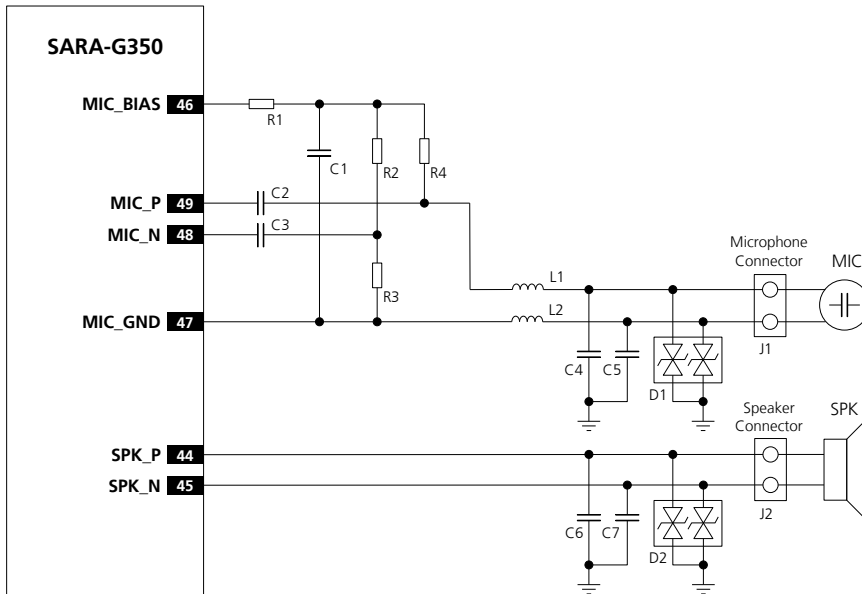 SARA-G350
MIC_BIAS 46
R1
C1
R2
R4
MIC_P 49
C2
MIC_N 48
C3
R3
MIC_GND 47
L1
L2
Microphone
Connector
MIC
J1
C4
C5
D1
Speaker
Connector
SPK
SPK_P 44
SPK_N 45
J2
C6
C7
D2